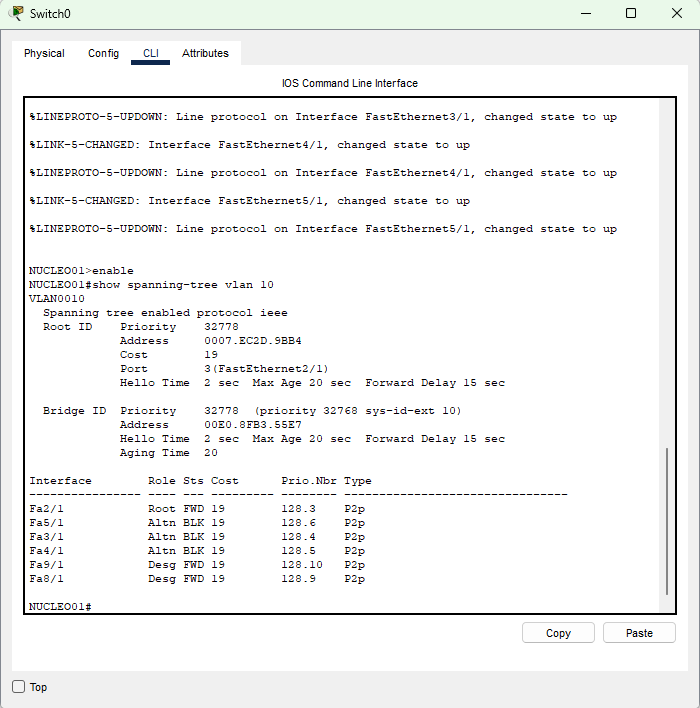 Switch0
Physical Config CLI Attributes
IOS Command Line Interface
%LINEPROTO-5-UPDOWN: Line protocol on Interface FastEthernet3/1, changed state to up
%LINK-5-CHANGED: Interface FastEthernet4/1, changed state to up
%LINEPROTO-5-UPDOWN: Line protocol on Interface FastEthernet4/1, changed state to up
%LINK-5-CHANGED: Interface FastEthernet5/1, changed state to up
%LINEPROTO-5-UPDOWN: Line protocol on Interface FastEthernet5/1, changed state to up
NUCLEO01>enable
NUCLEO01#show spanning-tree vlan 10
VLAN0010
  Spanning tree enabled protocol ieee
  Root ID    Priority    32778
             Address     0007.EC2D.9BB4
             Cost        19
             Port        3(FastEthernet2/1)
             Hello Time  2 sec  Max Age 20 sec  Forward Delay 15 sec
  Bridge ID  Priority    32778  (priority 32768 sys-id-ext 10)
             Address     00E0.8FB3.55E7
             Hello Time  2 sec  Max Age 20 sec  Forward Delay 15 sec
             Aging Time  20
Interface        Role Sts Cost      Prio.Nbr Type
---------------- ---- --- --------- -------- --------------------------------
Fa2/1            Root FWD 19        128.3    P2p
Fa5/1            Altn BLK 19        128.6    P2p
Fa3/1            Altn BLK 19        128.4    P2p
Fa4/1            Altn BLK 19        128.5    P2p
Fa9/1            Desg FWD 19        128.10   P2p
Fa8/1            Desg FWD 19        128.9    P2p
NUCLEO01#
Copy Paste
Top